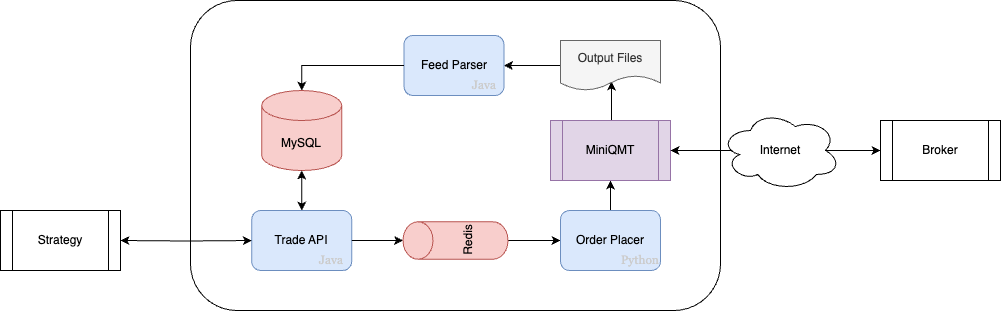 Feed Parser
Java
Output Files
MySQL
MiniQMT
Internet
Broker
Strategy
Trade API
Java
Redis
Order Placer
Python